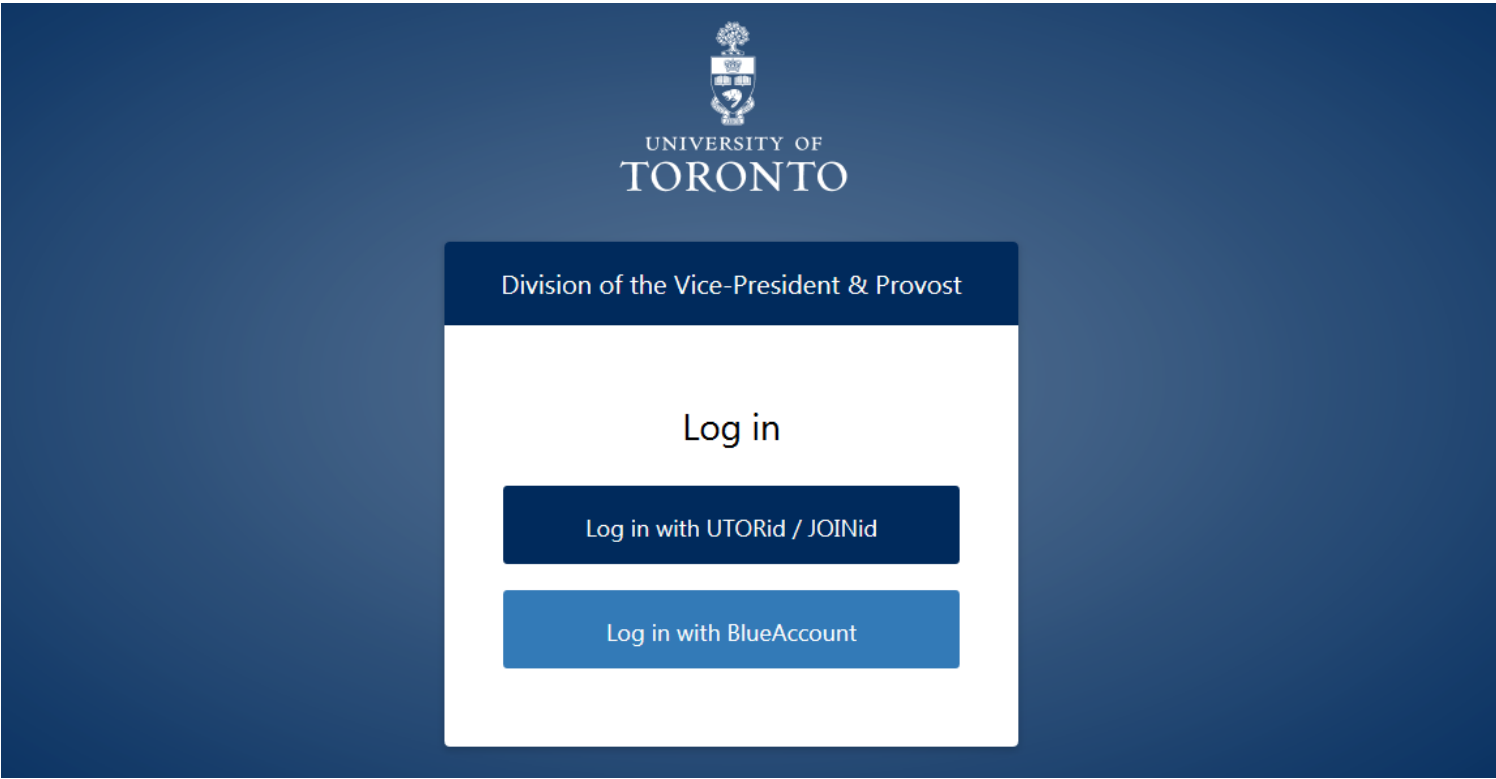 UNIVERSITY OF
TORONTO
Division of the Vice-President & Provost
Log in
Log in with UTORid / JOINid
Log in with BlueAccount